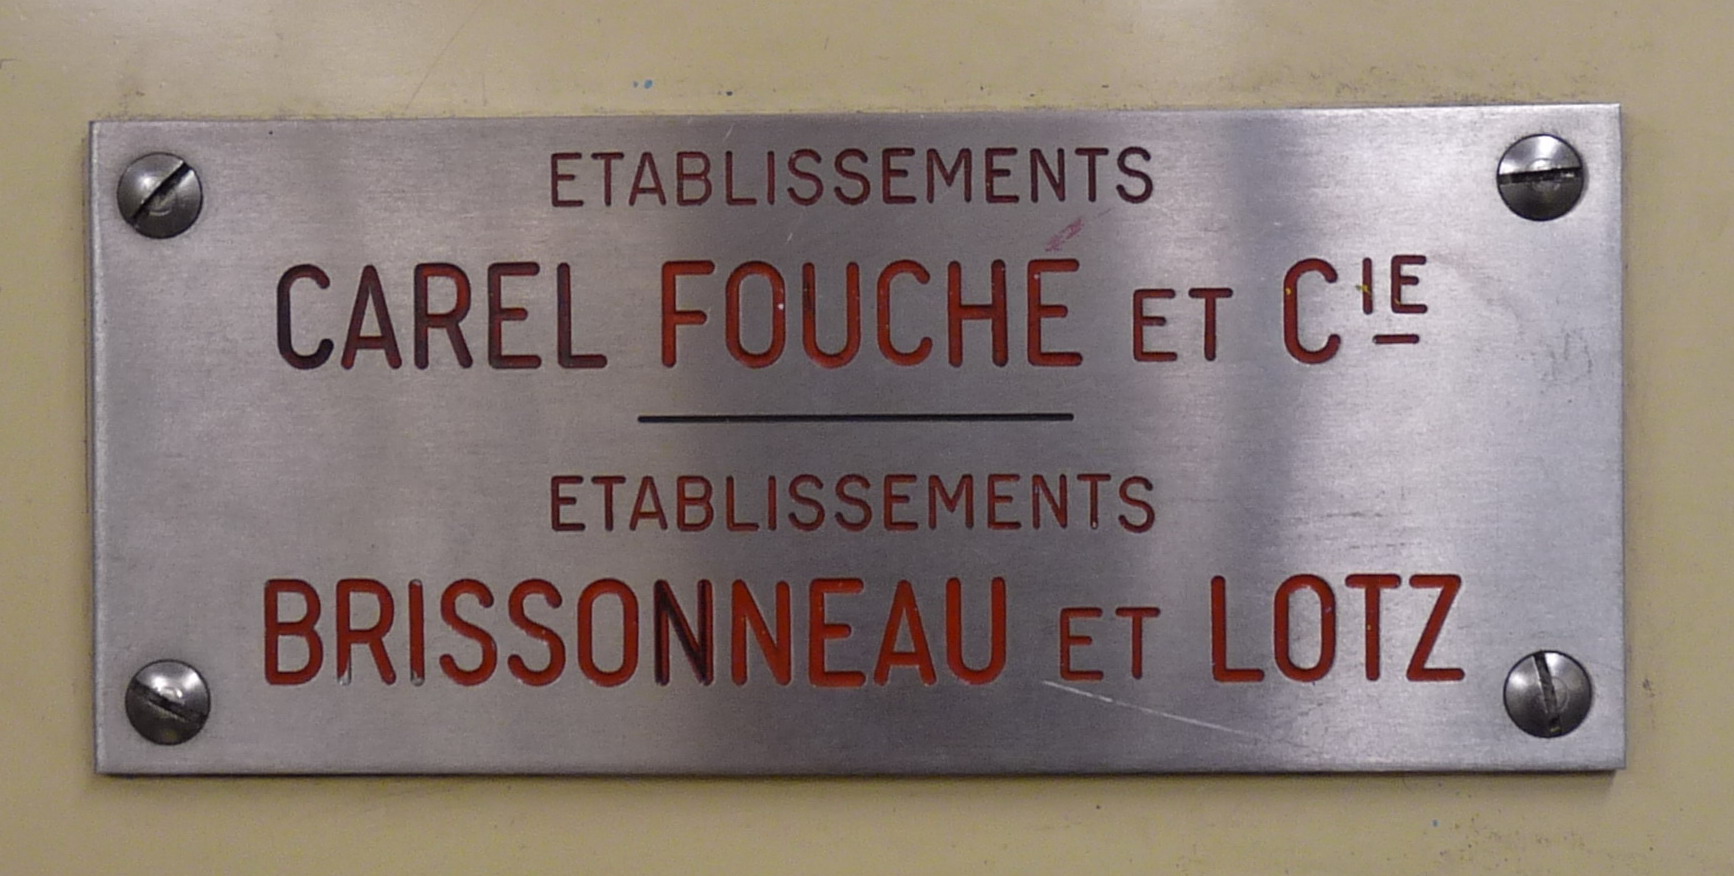 ETABLISSEMENTS
CAREL FOUCHÉ ET CIE
ETABLISSEMENTS
BRISSONNEAU ET LOTZ